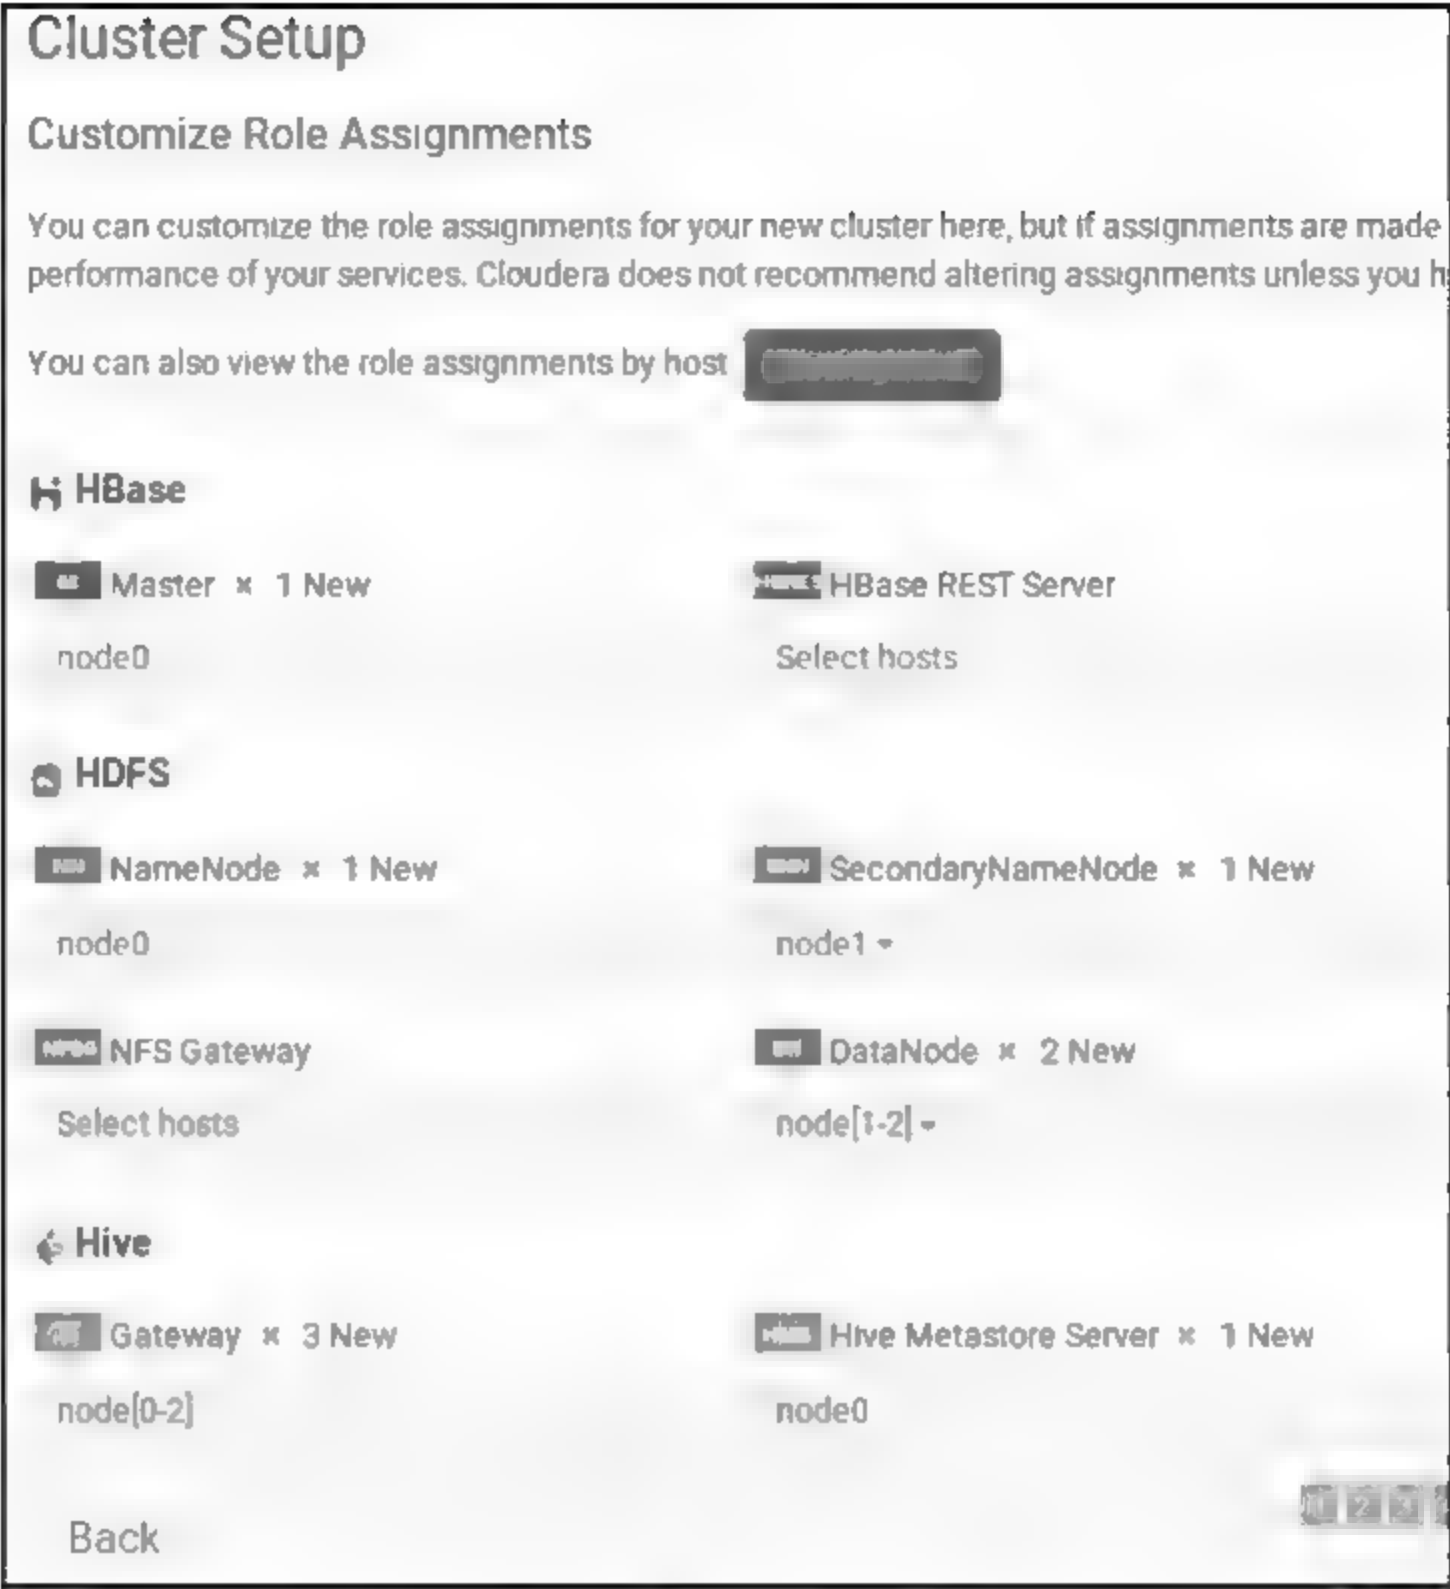 Cluster Setup
Customize Role Assignments
You can customize the role assignments for your new cluster here, but if assignments are made
performance of your services. Cloudera does not recommend altering assignments unless you h
You can also view the role assignments by host
HBase
Master × 1 New
HBase REST Server
node0
Select hosts
HDFS
NameNode × 1 New
SecondaryNameNode × 1 New
node0
node1
NFS Gateway
DataNode × 2 New
Select hosts
node[1-2]
Hive
Gateway × 3 New
Hive Metastore Server × 1 New
node[0-2]
node0
2 3
Back